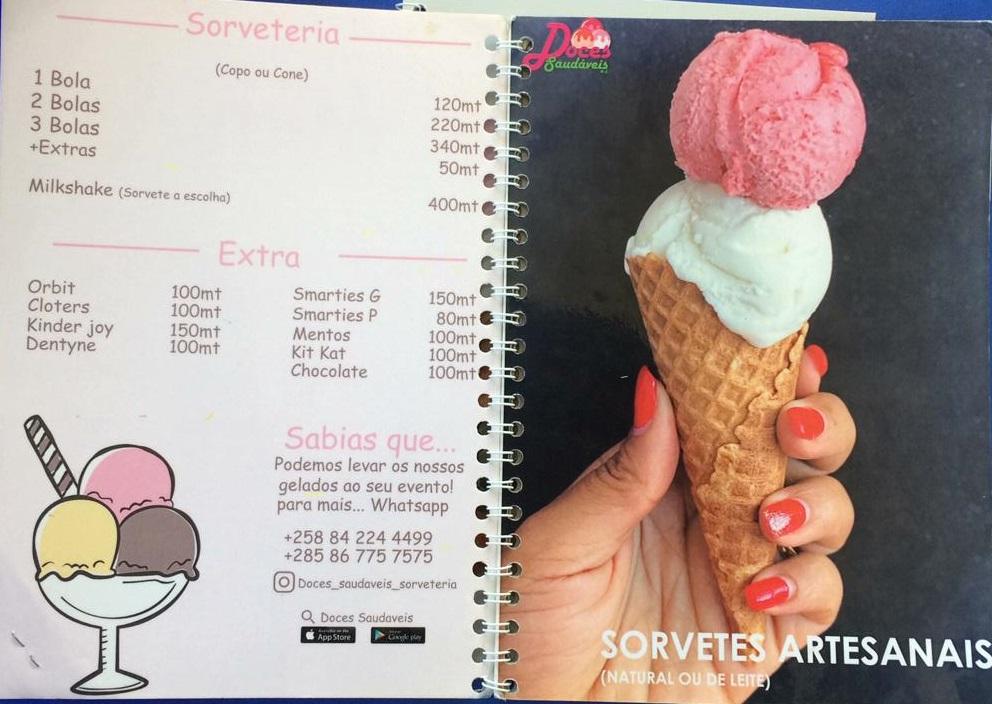 Sorveteria
(Copo ou Cone)
1 Bola 120mt
2 Bolas 220mt
3 Bolas 340mt
+Extras 50mt
Milkshake (Sorvete a escolha) 400mt
Extra
Orbit 100mt
Cloters 100mt
Kinder joy 150mt
Dentyne 100mt
Smarties G 150mt
Smarties P 80mt
Mentos 100mt
Kit Kat 100mt
Chocolate 100mt
Sabias que...
Podemos levar os nossos
gelados ao seu evento!
para mais... Whatsapp
+258 84 224 4499
+285 86 775 7575
Doces_saudaveis_sorveteria
Doces Saudaveis
App Store
Google play
Doces
Saudáveis
SORVETES ARTESANAIS
(NATURAL OU DE LEITE)